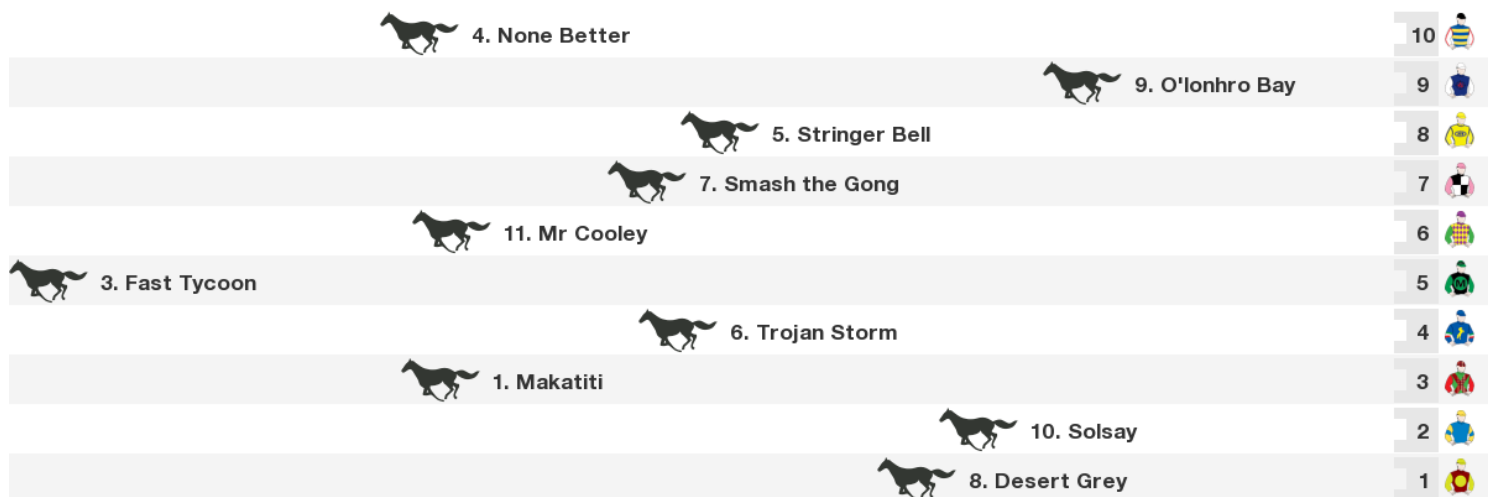 4. None Better 10
9. O'lonhro Bay 9
5. Stringer Bell 8
7. Smash the Gong 7
11. Mr Cooley 6
3. Fast Tycoon 5
6. Trojan Storm 4
1. Makatiti 3
10. Solsay 2
8. Desert Grey 1